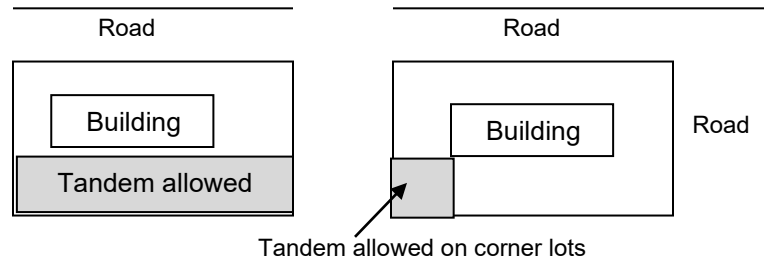 Road
Road
Building
Building
Road
Tandem allowed
Tandem allowed on corner lots